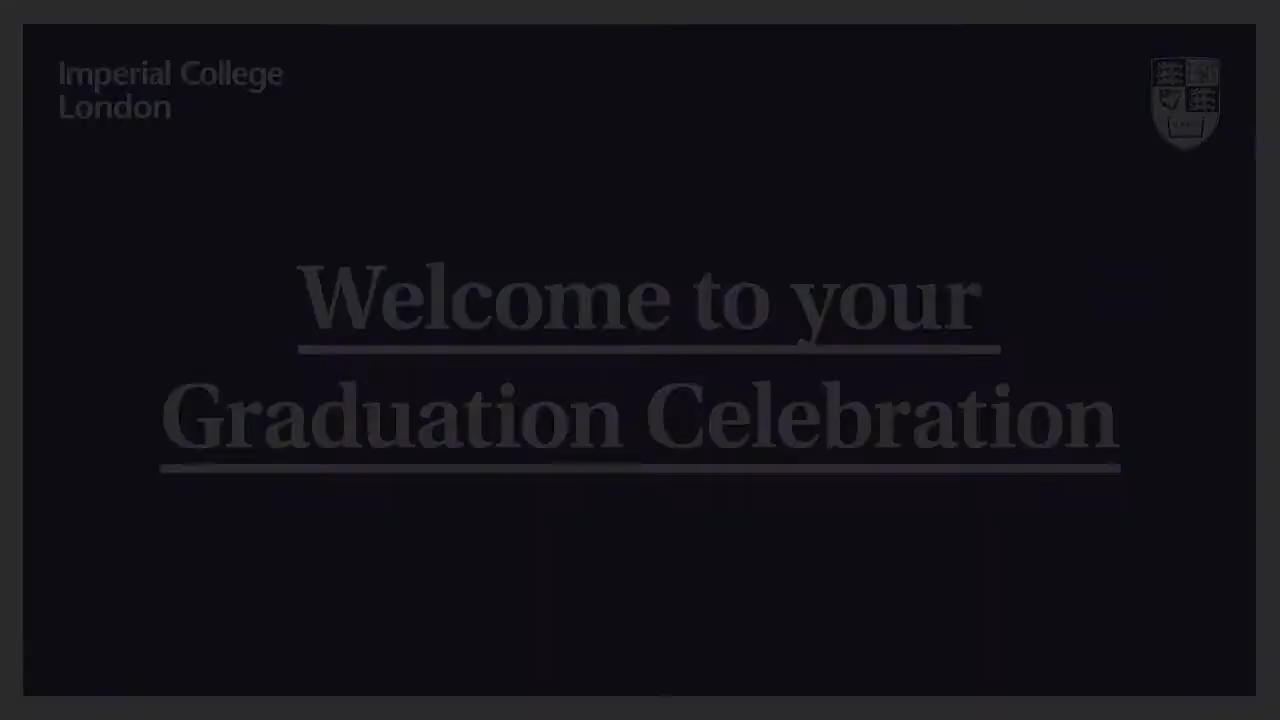 Imperial College
London
Welcome to your
Graduation Celebration